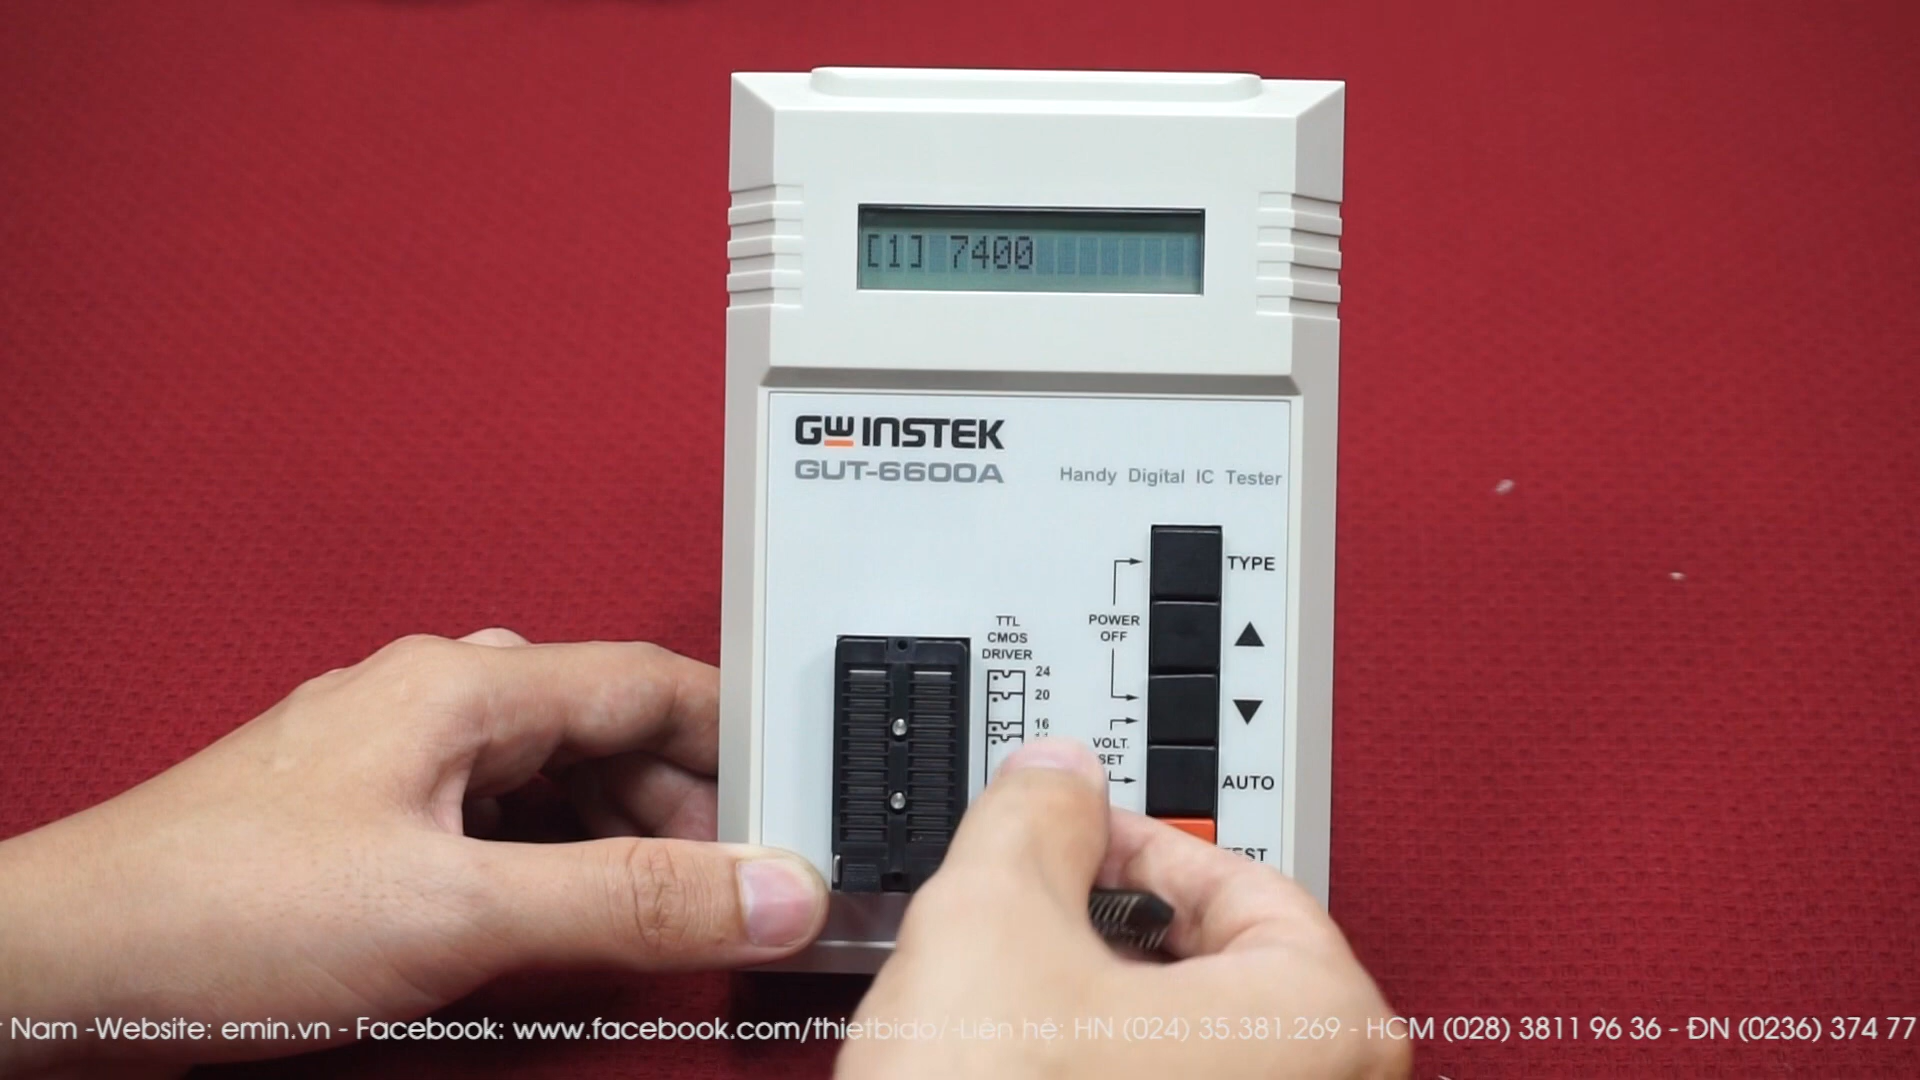 [1] 7400
GW INSTEK
GUT-6600A
Handy Digital IC Tester
TYPE
POWER
OFF
TTL
CMOS
DRIVER
24
20
16
VOLT.
SET
AUTO
TEST
Nam -Website: emin.vn - Facebook: www.facebook.com/thietbido/-Liên hệ: HN (024) 35.381.269 - HCM (028) 3811 96 36 - ĐN (0236) 374 77